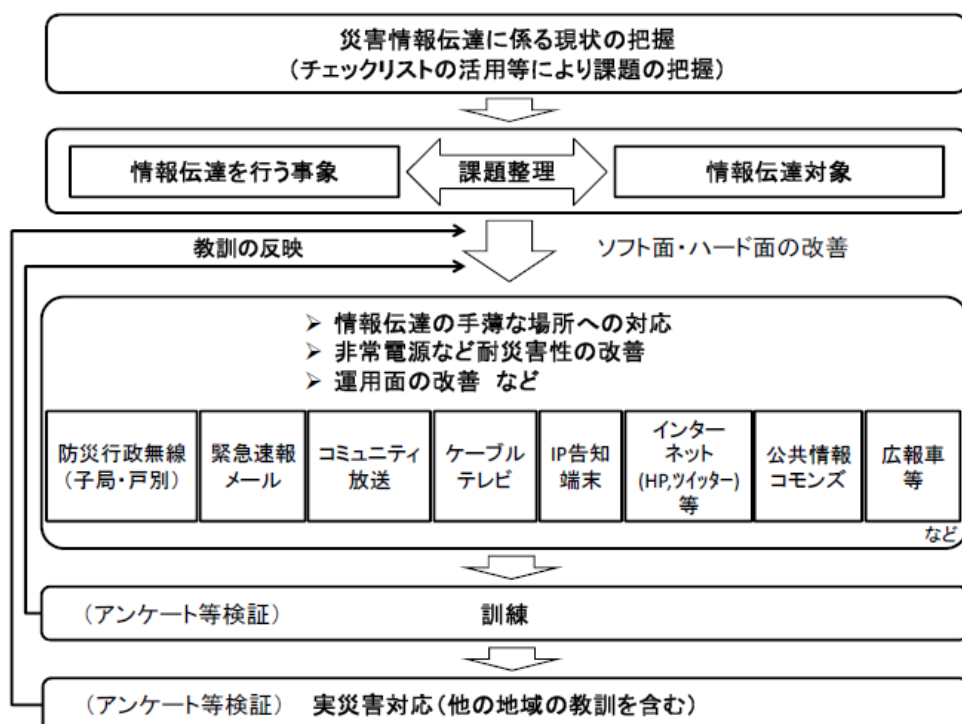 災害情報伝達に係る現状の把握
（チェックリストの活用等により課題の把握）
情報伝達を行う事象
課題整理
情報伝達対象
教訓の反映
ソフト面・ハード面の改善
➢ 情報伝達の手薄な場所への対応
➢ 非常電源など耐災害性の改善
➢ 運用面の改善 など
防災行政無線
（子局・戸別）
緊急速報
メール
コミュニティ
放送
ケーブル
テレビ
IP告知
端末
インター
ネット
(HP,ツイッター)
等
公共情報
コモンズ
広報車
等
など
（アンケート等検証） 訓練
（アンケート等検証） 実災害対応（他の地域の教訓を含む）